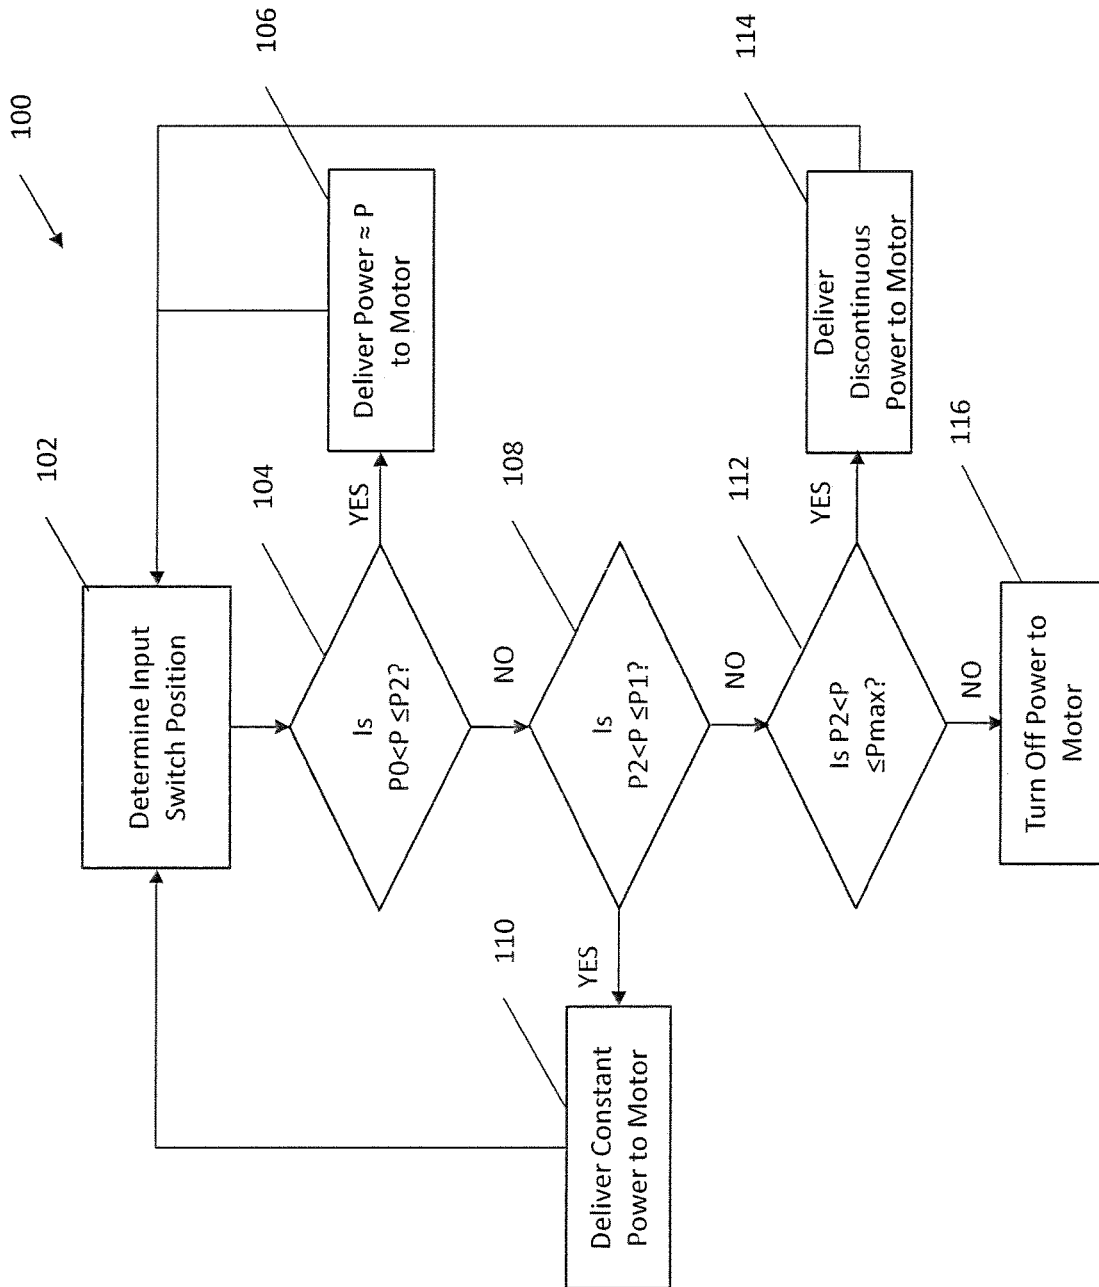 100
102
Determine Input
Switch Position
104
Is
P0<P ≤P2?
YES
106
Deliver Power ≈ P
to Motor
NO
108
Is
P2<P ≤P1?
YES
110
Deliver Constant
Power to Motor
NO
112
Is P2<P
≤Pmax?
YES
114
Deliver
Discontinuous
Power to Motor
NO
116
Turn Off Power to
Motor